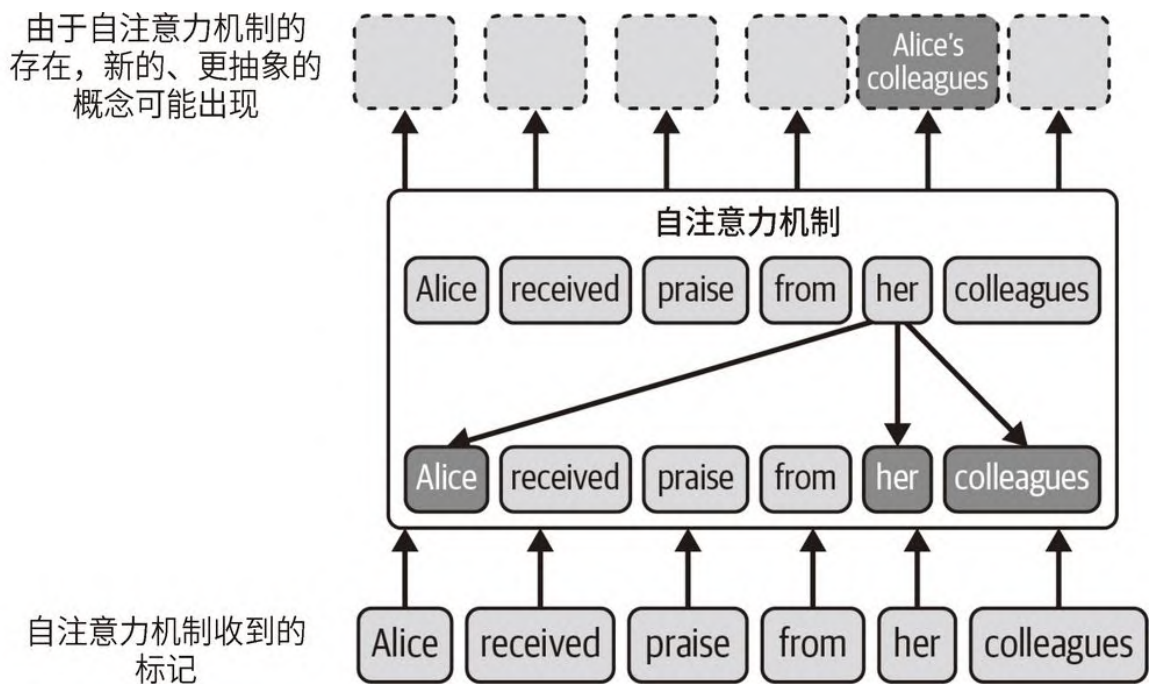 由于自注意力机制的
存在，新的、更抽象的
概念可能出现
Alice's
colleagues
自注意力机制
Alice received praise from her colleagues
Alice received praise from her colleagues
自注意力机制收到的
标记
Alice received praise from her colleagues